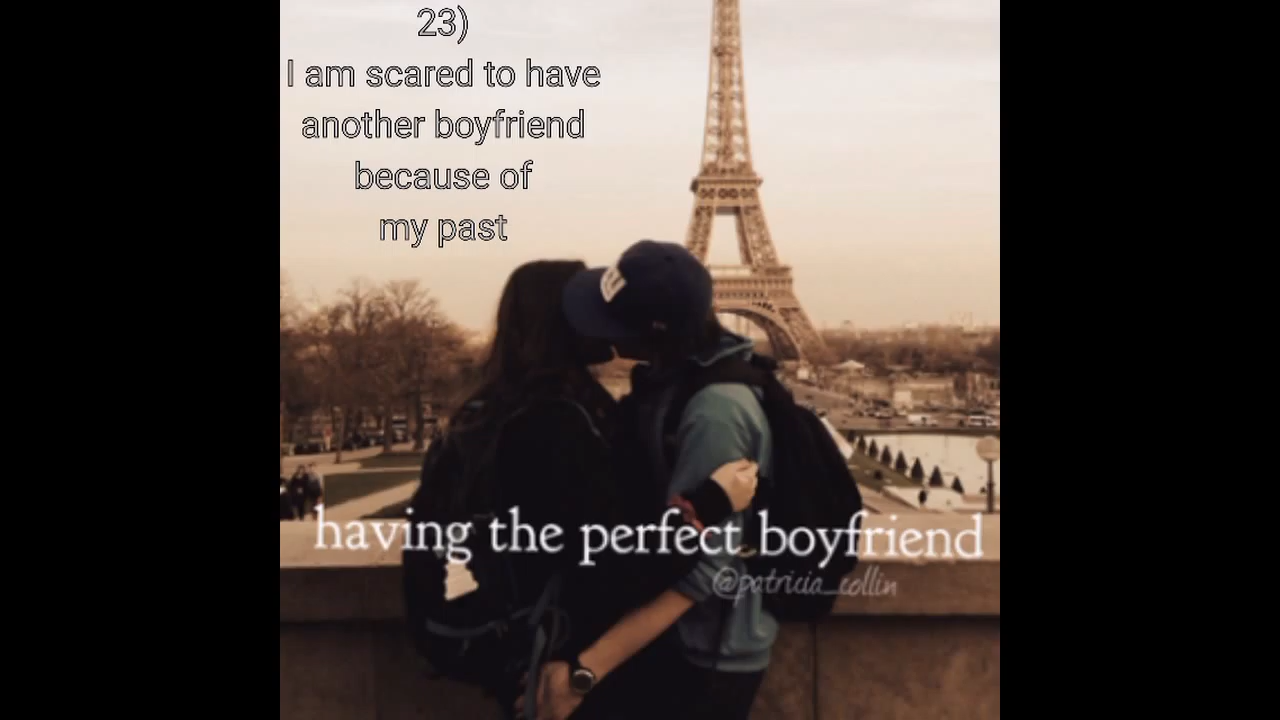 23)
I am scared to have
another boyfriend
because of
my past
having the perfect boyfriend
@patricia_collin